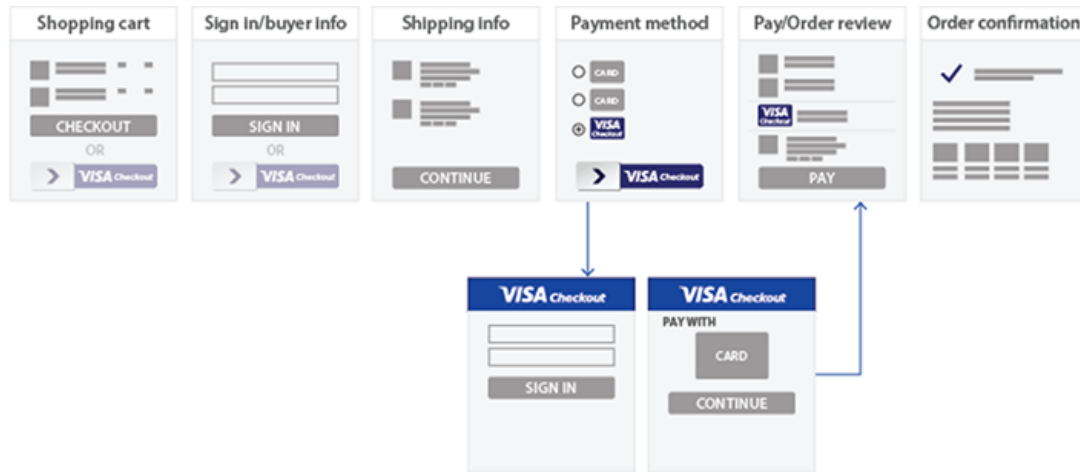 Shopping cart
CHECKOUT
OR
VISA Checkout
Sign in/buyer info
SIGN IN
OR
VISA Checkout
Shipping info
CONTINUE
Payment method
CARD
CARD
VISA
Checkout
VISA Checkout
Pay/Order review
VISA
Checkout
PAY
Order confirmation
VISA Checkout
SIGN IN
VISA Checkout
PAY WITH
CARD
CONTINUE